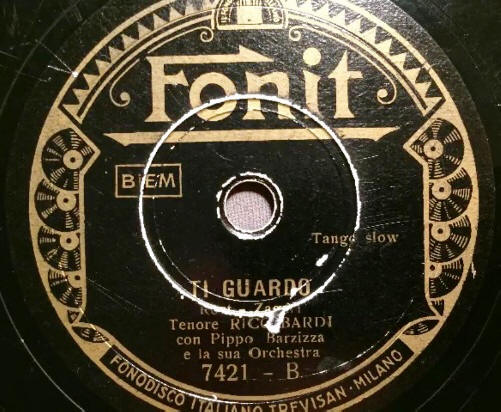 Fonit
BIEM
Tango slow
TI GUARDO
Tenore RICO BARDI
con Pippo Barzizza
e la sua Orchestra
7421 - B
FONODISCO ITALIANO TREVISAN - MILANO